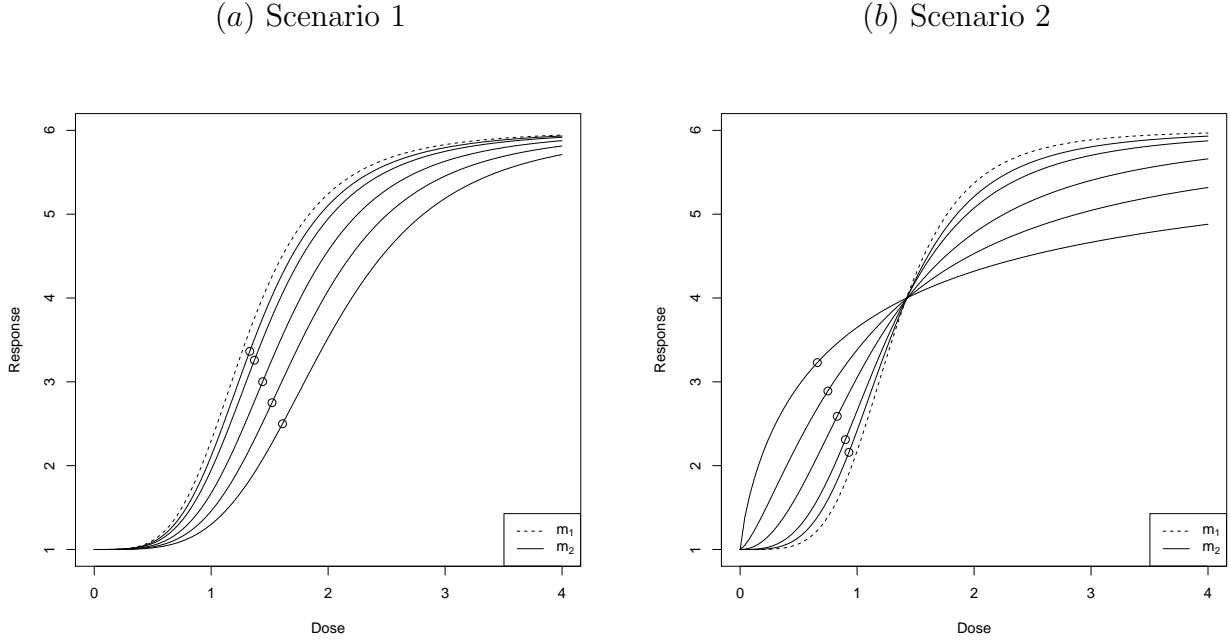 (a) Scenario 1
(b) Scenario 2
6
5
4
3
2
1
Response
0 1 2 3 4
Dose
m1
m2
6
5
4
3
2
1
Response
0 1 2 3 4
Dose
m1
m2